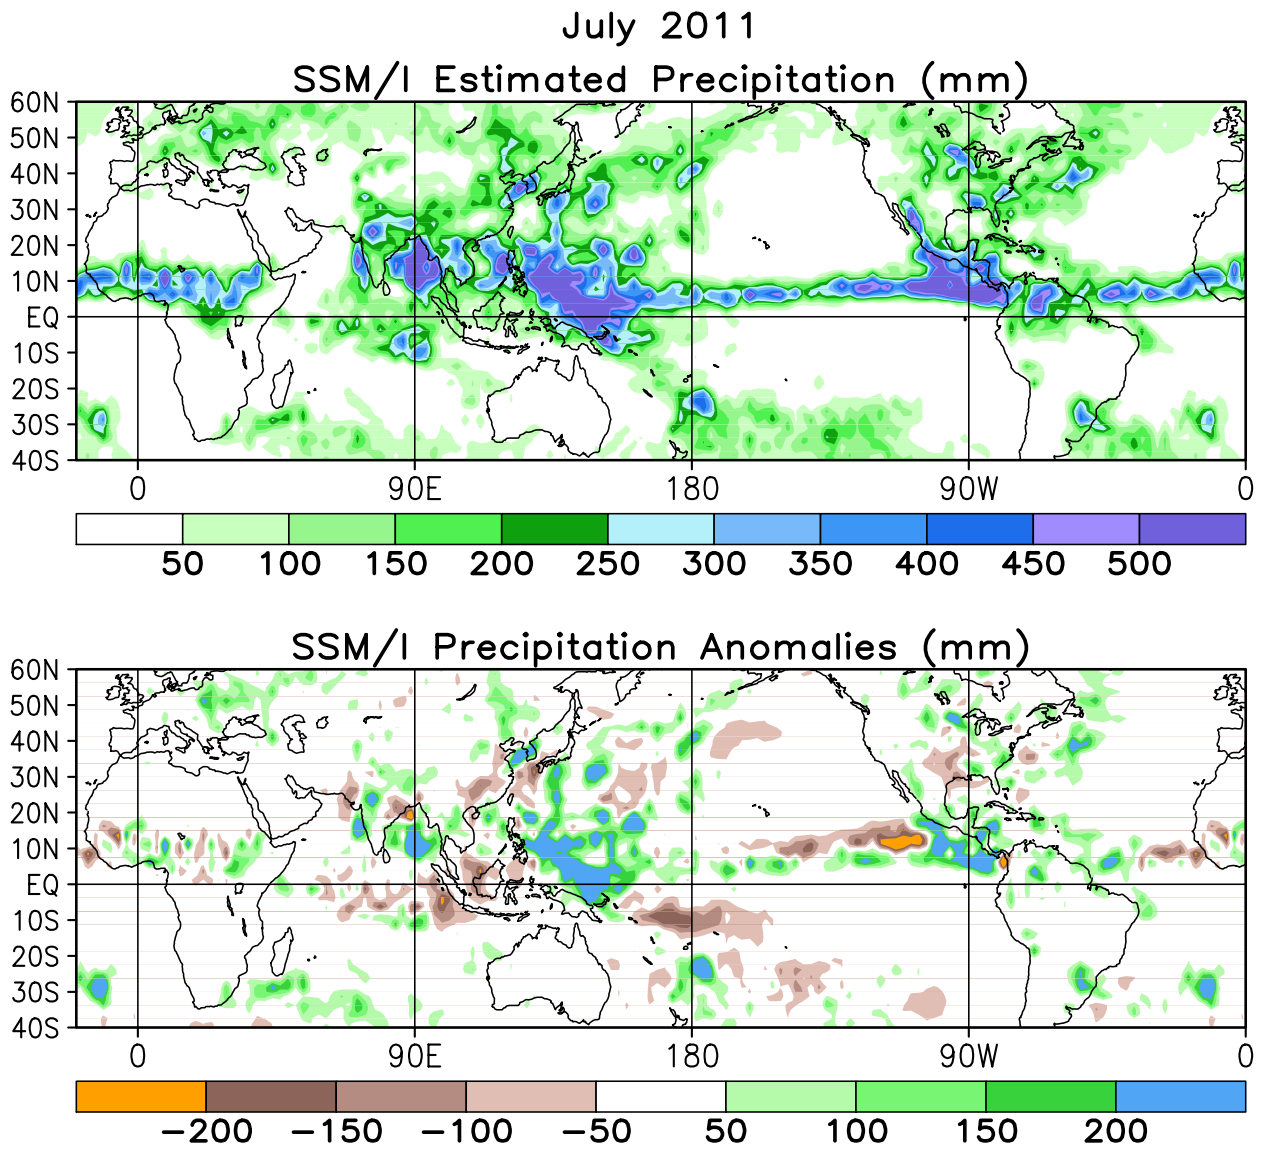 July 2011
SSM/I Estimated Precipitation (mm)
60N
50N
40N
30N
20N
10N
EQ
10S
20S
30S
40S
0 90E 180 90W 0
50 100 150 200 250 300 350 400 450 500
SSM/I Precipitation Anomalies (mm)
60N
50N
40N
30N
20N
10N
EQ
10S
20S
30S
40S
0 90E 180 90W 0
−200 −150 −100 −50 50 100 150 200